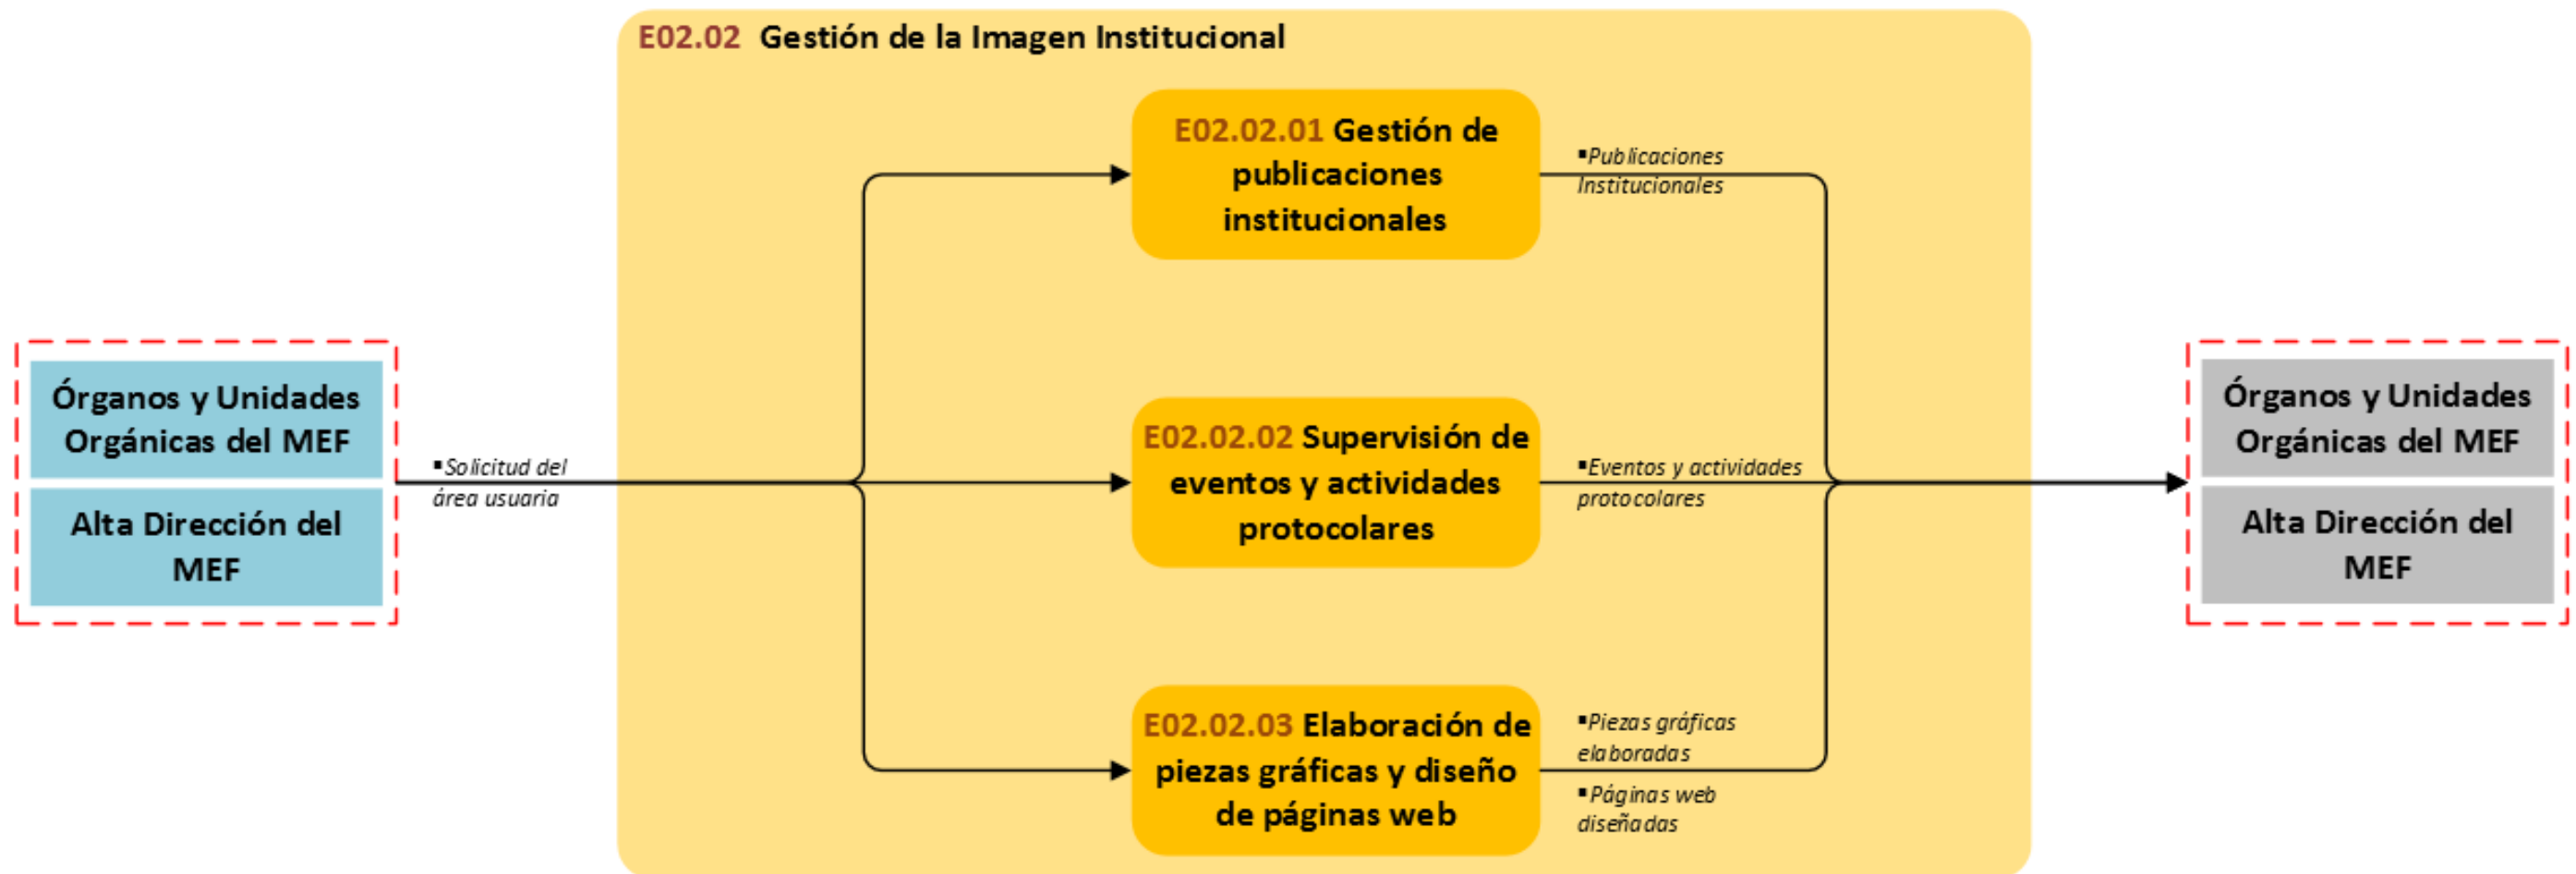 E02.02 Gestión de la Imagen Institucional
E02.02.01 Gestión de
publicaciones
institucionales
▪Publicaciones
Institucionales
Órganos y Unidades
Orgánicas del MEF
Alta Dirección del
MEF
▪Solicitud del
área usuaria
E02.02.02 Supervisión de
eventos y actividades
protocolares
▪Eventos y actividades
protocolares
Órganos y Unidades
Orgánicas del MEF
Alta Dirección del
MEF
E02.02.03 Elaboración de
piezas gráficas y diseño
de páginas web
▪Piezas gráficas
elaboradas
▪Páginas web
diseñadas